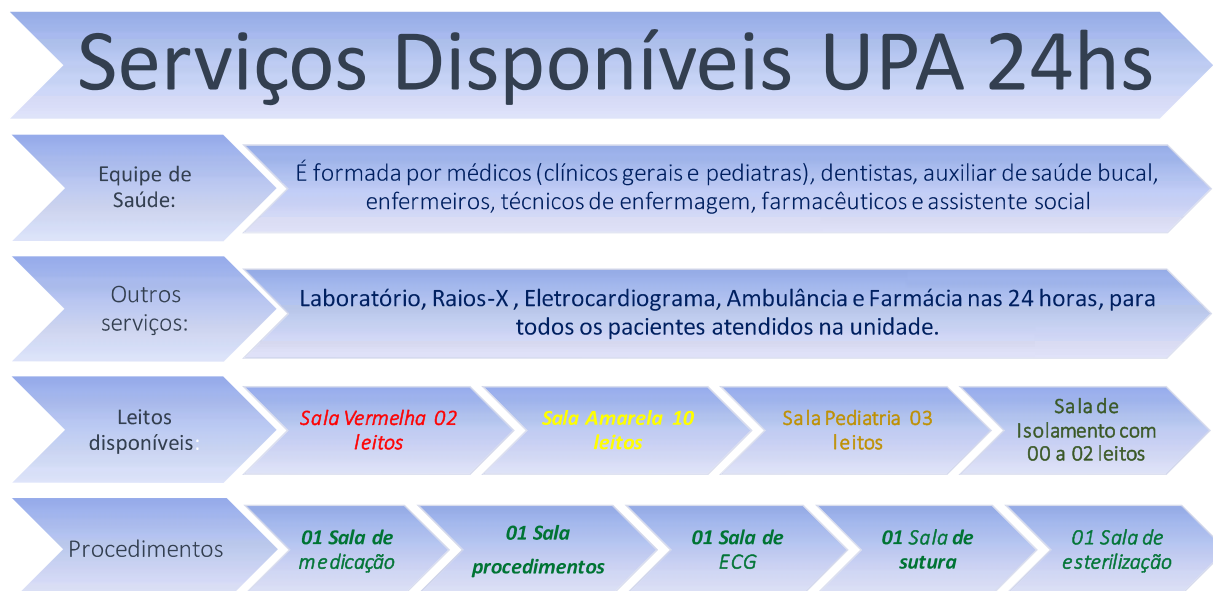 Serviços Disponíveis UPA 24hs
Equipe de
Saúde:
É formada por médicos (clínicos gerais e pediatras), dentistas, auxiliar de saúde bucal,
enfermeiros, técnicos de enfermagem, farmacêuticos e assistente social
Outros
serviços:
Laboratório, Raios-X , Eletrocardiograma, Ambulância e Farmácia nas 24 horas, para
todos os pacientes atendidos na unidade.
Leitos
disponíveis:
Sala Vermelha 02
leitos
Sala Amarela 10
leitos
Sala Pediatria 03
leitos
Sala de
Isolamento com
00 a 02 leitos
Procedimentos
01 Sala de
medicação
01 Sala
procedimentos
01 Sala de
ECG
01 Sala de
sutura
01 Sala de
esterilização